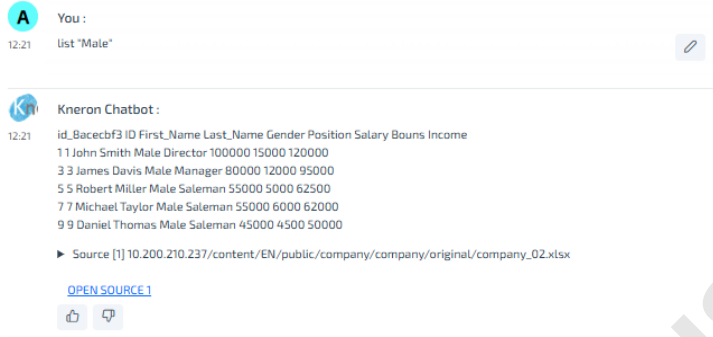 A
You :
12:21
list "Male"
Kn
Kneron Chatbot :
12:21
id_8acecbf3 ID First_Name Last_Name Gender Position Salary Bouns Income
1 1 John Smith Male Director 100000 15000 120000
3 3 James Davis Male Manager 80000 12000 95000
5 5 Robert Miller Male Saleman 55000 5000 62500
7 7 Michael Taylor Male Saleman 55000 6000 62000
9 9 Daniel Thomas Male Saleman 45000 4500 50000
▶ Source [1] 10.200.210.237/content/EN/public/company/company/original/company_02.xlsx
OPEN SOURCE 1